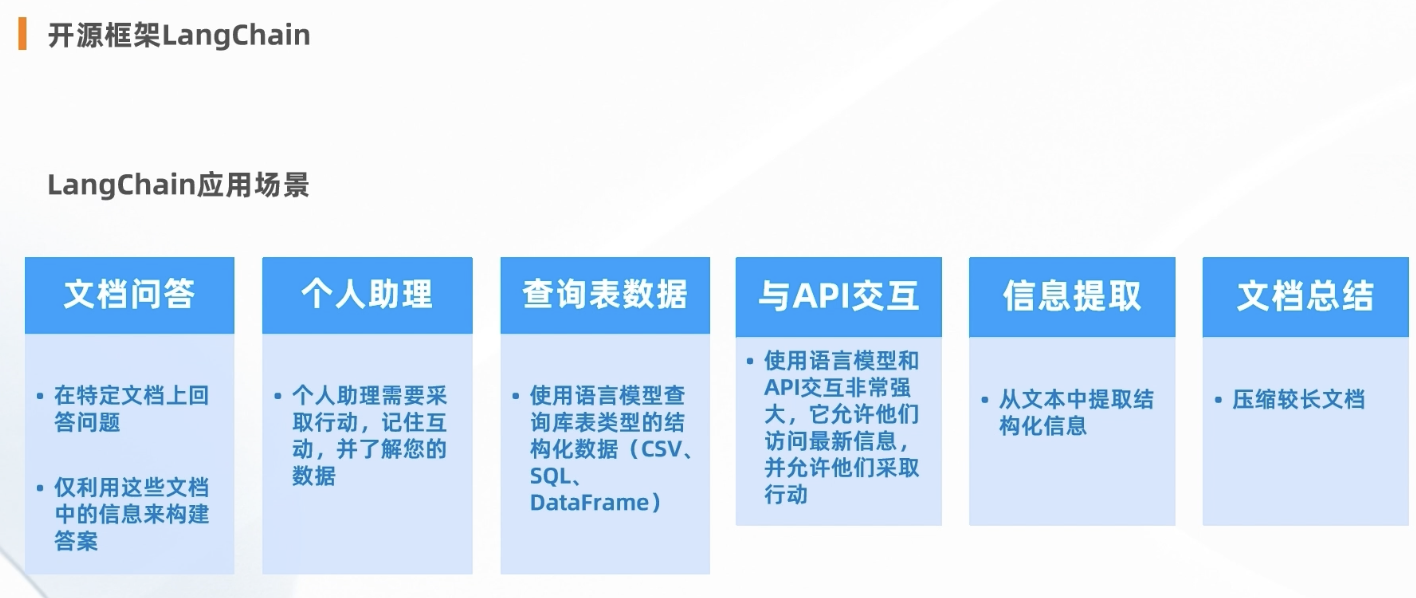 开源框架LangChain
LangChain应用场景
文档问答
• 在特定文档上回
答问题
• 仅利用这些文档
中的信息来构建
答案
个人助理
• 个人助理需要采
取行动，记住互
动，并了解您的
数据
查询表数据
• 使用语言模型查
询库表类型的结
构化数据（CSV、
SQL、
DataFrame）
与API交互
• 使用语言模型和
API交互非常强
大，它允许他们
访问最新信息，
并允许他们采取
行动
信息提取
• 从文本中提取结
构化信息
文档总结
• 压缩较长文档